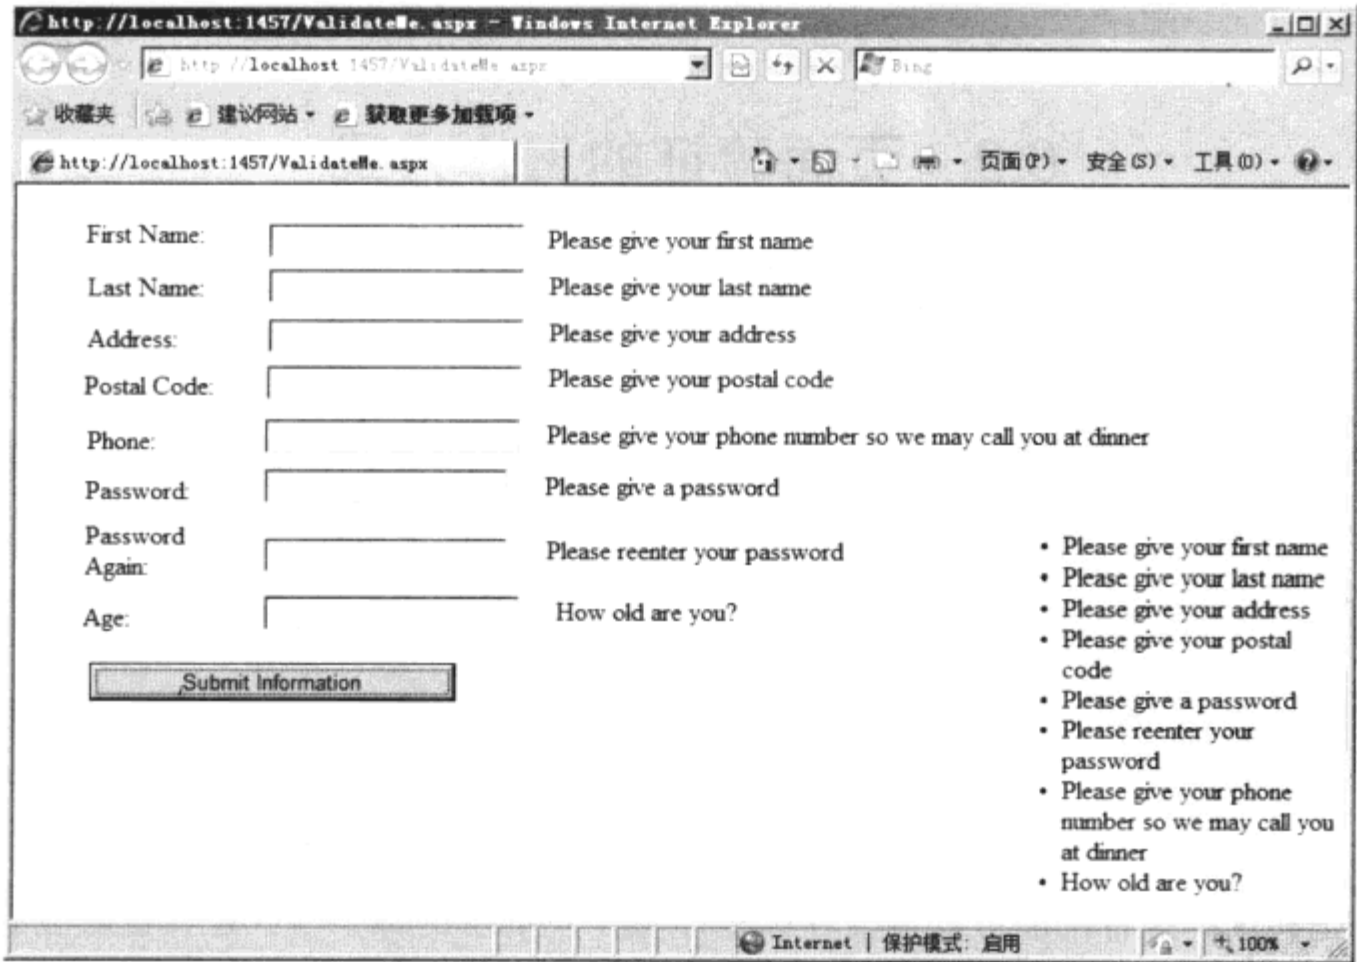 http://localhost:1457/ValidateMe.aspx - Windows Internet Explorer
http://localhost:1457/ValidateMe.aspx
Bing
收藏夹 建议网站 获取更多加载项
http://localhost:1457/ValidateMe.aspx
页面(P) 安全(S) 工具(O)
First Name: Please give your first name
Last Name: Please give your last name
Address: Please give your address
Postal Code: Please give your postal code
Phone: Please give your phone number so we may call you at dinner
Password: Please give a password
Password
Again: Please reenter your password
Age: How old are you?
Submit Information
• Please give your first name
• Please give your last name
• Please give your address
• Please give your postal
code
• Please give a password
• Please reenter your
password
• Please give your phone
number so we may call you
at dinner
• How old are you?
Internet | 保护模式: 启用
100%